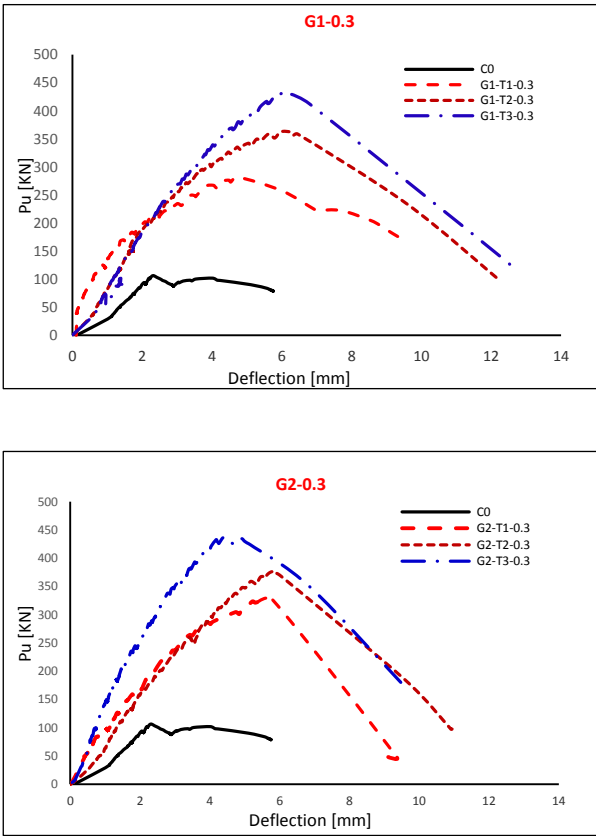 G1-0.3
500
450
400
350
300
250
200
150
100
50
0
Pu [KN]
C0
G1-T1-0.3
G1-T2-0.3
G1-T3-0.3
0 2 4 6 8 10 12 14
Deflection [mm]
G2-0.3
500
450
400
350
300
250
200
150
100
50
0
Pu [KN]
C0
G2-T1-0.3
G2-T2-0.3
G2-T3-0.3
0 2 4 6 8 10 12 14
Deflection [mm]